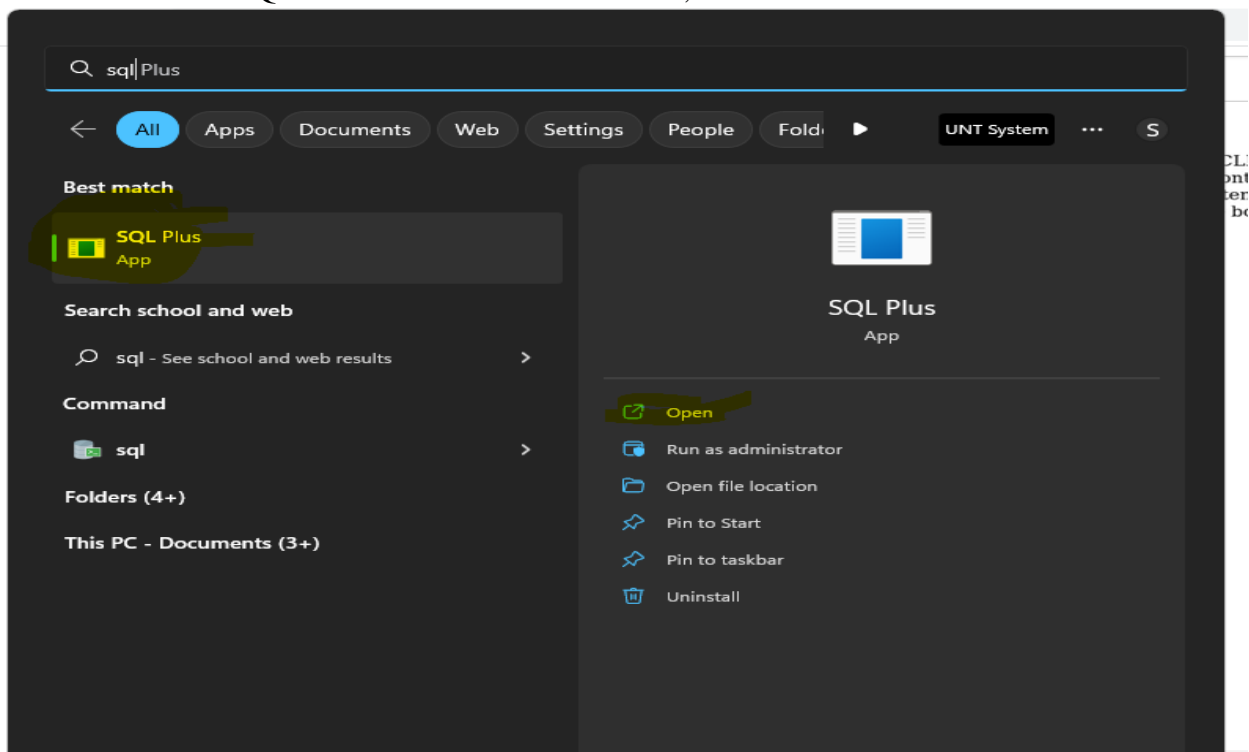 sql Plus
All Apps Documents Web Settings People Fold UNT System ... S
Best match
SQL Plus
App
Search school and web
sql - See school and web results
Command
sql
Folders (4+)
This PC - Documents (3+)
SQL Plus
App
Open
Run as administrator
Open file location
Pin to Start
Pin to taskbar
Uninstall